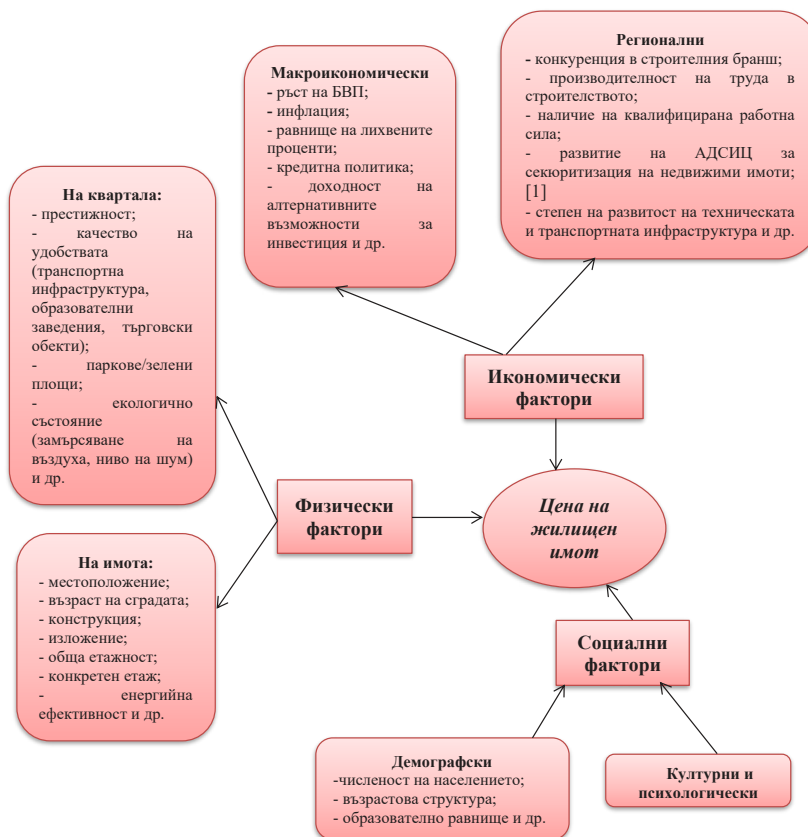 Регионални
- конкуренция в строителния бранш;
- производителност на труда в
строителството;
- наличие на квалифицирана работна
сила;
- развитие на АДСИЦ за
секюритизация на недвижими имоти;
[1]
- степен на развитост на техническата
и транспортната инфраструктура и др.
Макроикономически
- ръст на БВП;
- инфлация;
- равнище на лихвените
проценти;
- кредитна политика;
- доходност на
алтернативните
възможности за
инвестиция и др.
На квартала:
- престижност;
- качество на
удобствата
(транспортна
инфраструктура,
образователни
заведения, търговски
обекти);
- паркове/зелени
площи;
- екологично
състояние
(замърсяване на
въздуха, ниво на шум)
и др.
Икономически
фактори
Физически
фактори
Цена на
жилищен
имот
На имота:
- местоположение;
- възраст на сградата;
- конструкция;
- изложение;
- обща етажност;
- конкретен етаж;
- енергийна
ефективност и др.
Социални
фактори
Демографски
-численост на населението;
- възрастова структура;
- образователно равнище и др.
Културни и
психологически